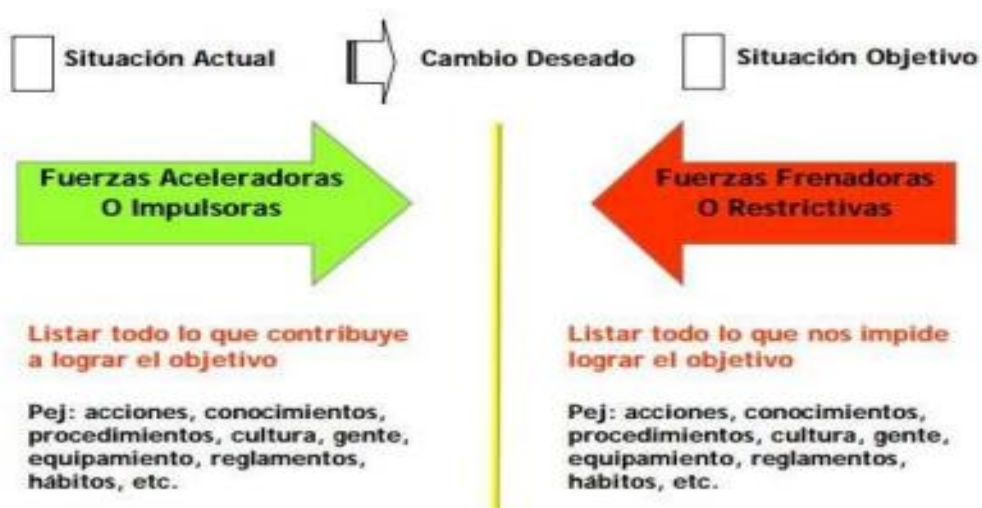 Situación Actual
Cambio Deseado
Situación Objetivo
Fuerzas Aceleradoras
O Impulsoras
Fuerzas Frenadoras
O Restrictivas
Listar todo lo que contribuye
a lograr el objetivo
Pej: acciones, conocimientos,
procedimientos, cultura, gente,
equipamiento, reglamentos,
hábitos, etc.
Listar todo lo que nos impide
lograr el objetivo
Pej: acciones, conocimientos,
procedimientos, cultura, gente,
equipamiento, reglamentos,
hábitos, etc.